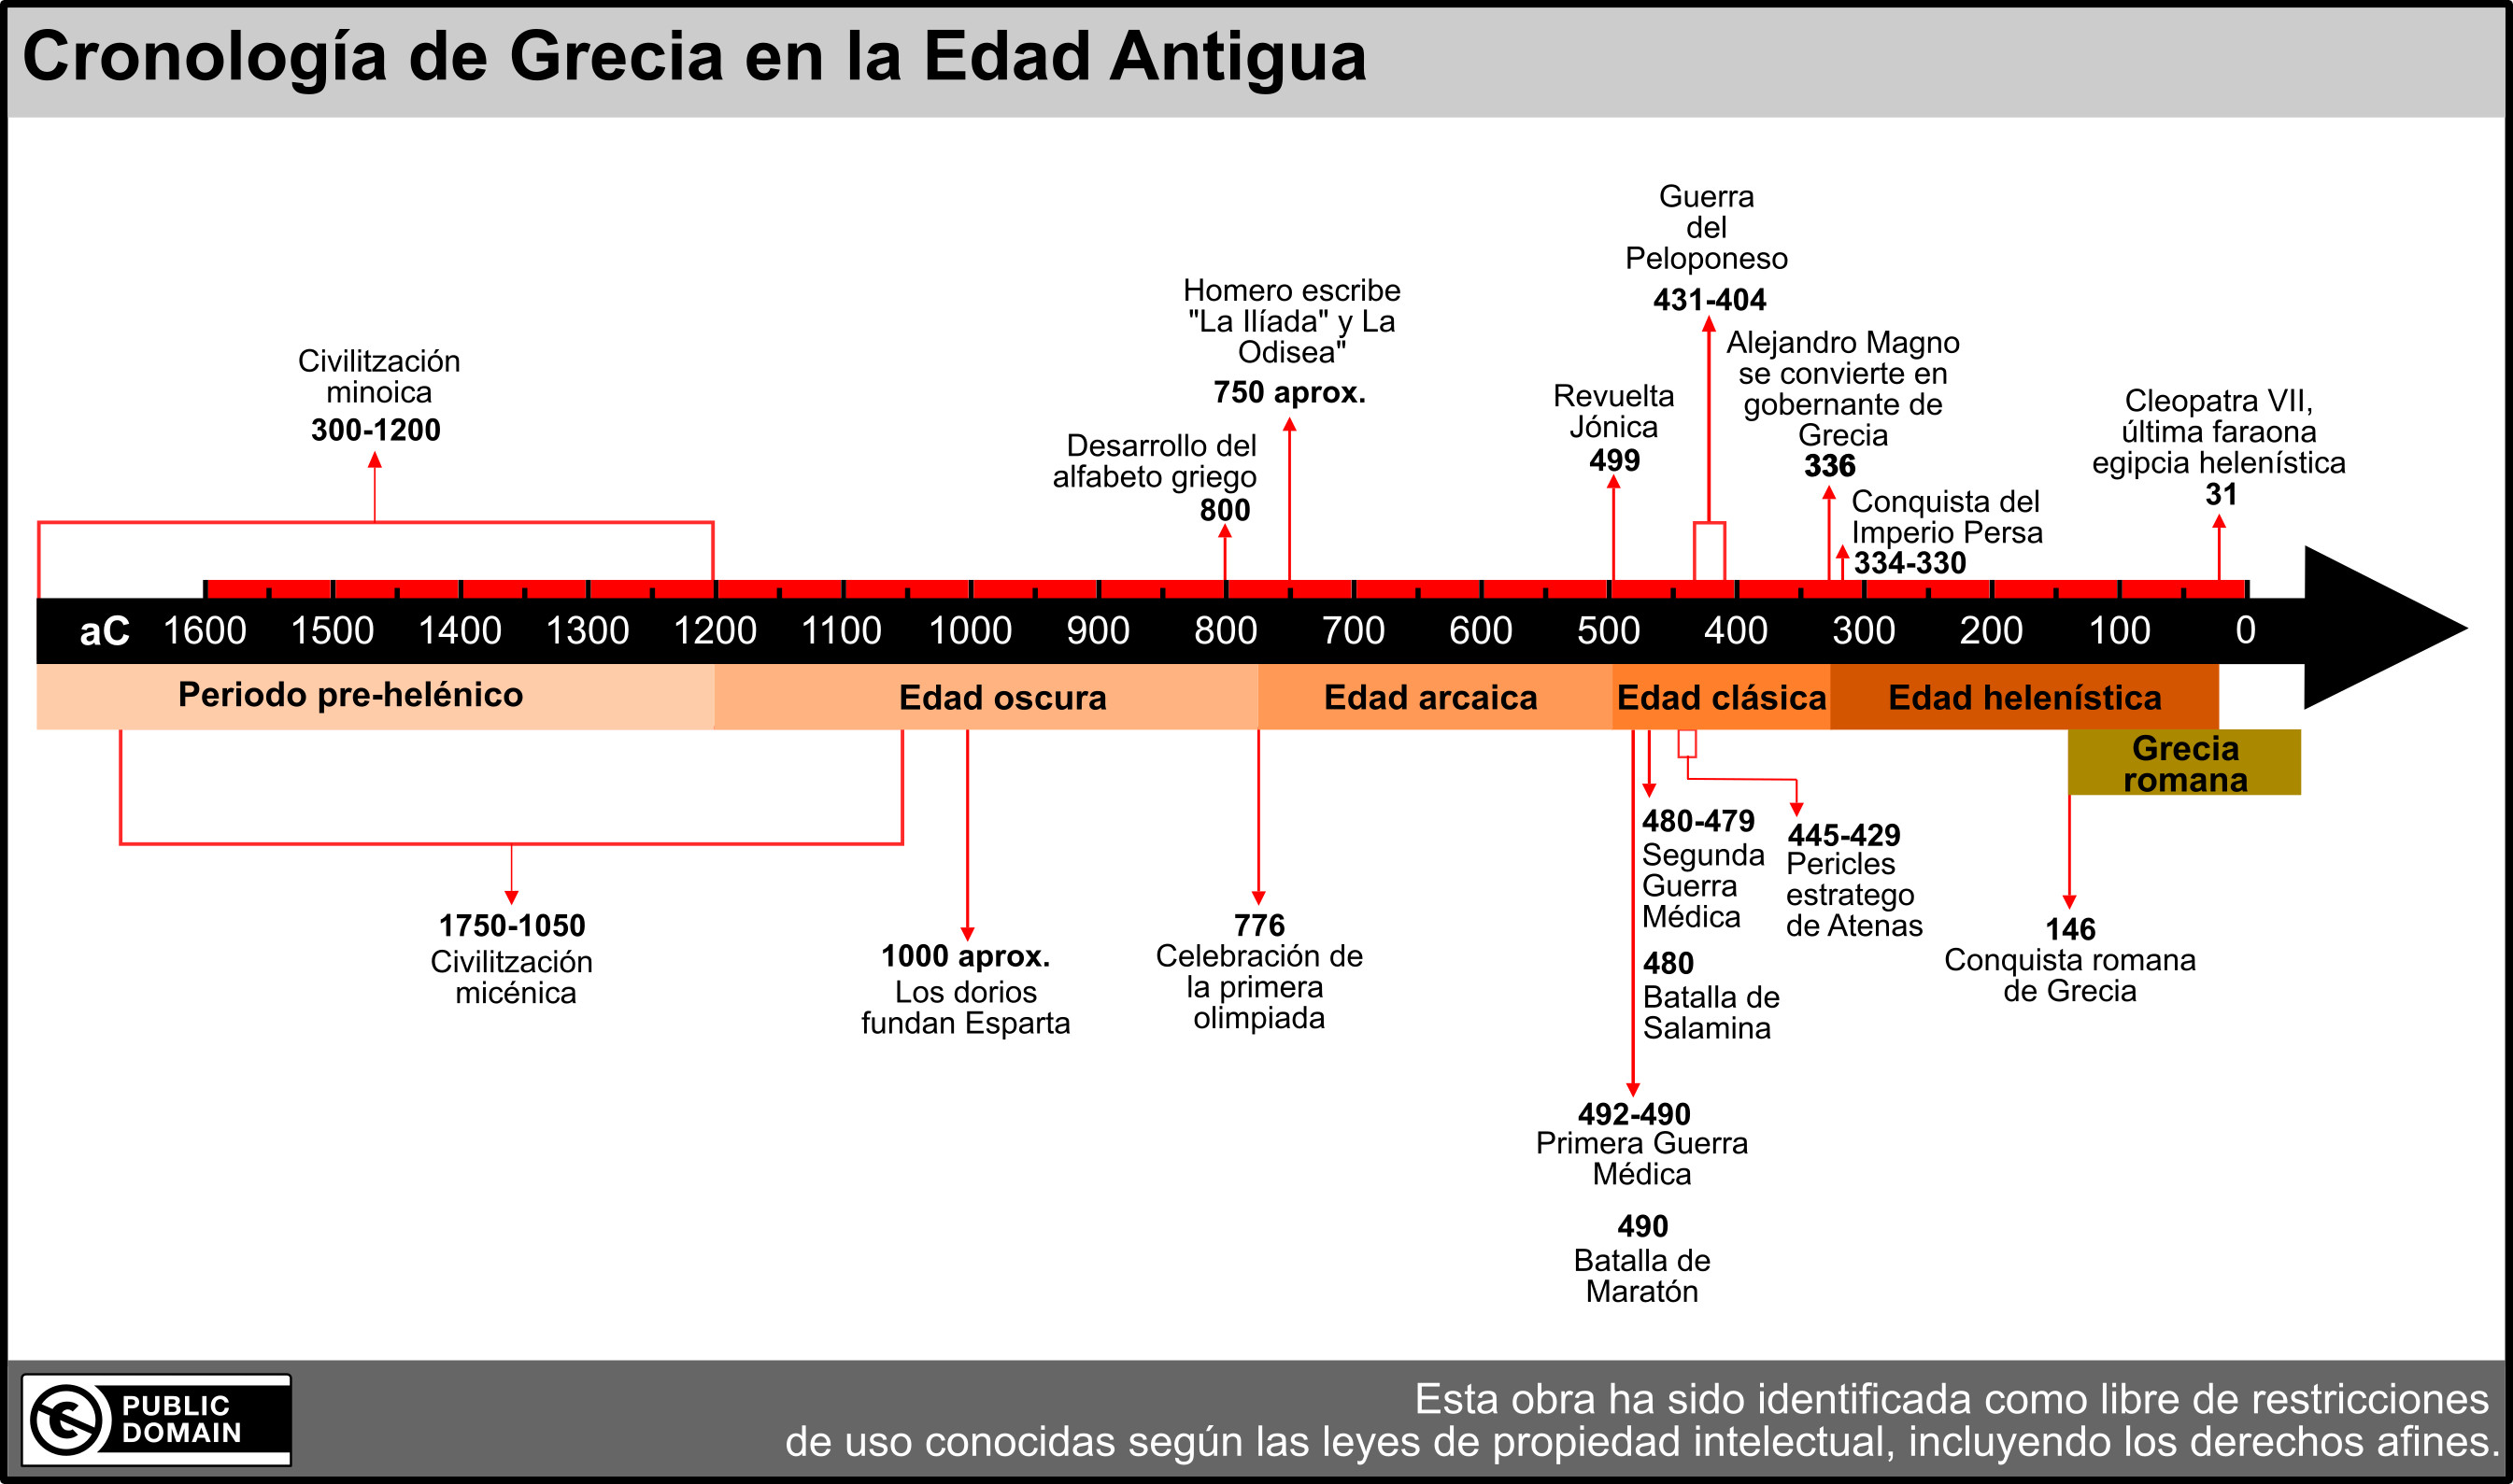 Cronología de Grecia en la Edad Antigua
Guerra
del
Peloponeso
431-404
Homero escribe
"La Ilíada" y La
Odisea"
750 aprox.
Alejandro Magno
se convierte en
gobernante de
Grecia
336
Civilitzación
minoica
300-1200
Revuelta
Jónica
499
Cleopatra VII,
última faraona
egipcia helenística
31
Desarrollo del
alfabeto griego
800
Conquista del
Imperio Persa
334-330
aC 1600 1500 1400 1300 1200 1100 1000 900 800 700 600 500 400 300 200 100 0
Periodo pre-helénico Edad oscura Edad arcaica Edad clásica Edad helenística
Grecia
romana
1750-1050
Civilitzación
micénica
1000 aprox.
Los dorios
fundan Esparta
776
Celebración de
la primera
olimpiada
480-479
Segunda
Guerra
Médica
480
Batalla de
Salamina
445-429
Pericles
estratego
de Atenas
146
Conquista romana
de Grecia
492-490
Primera Guerra
Médica
490
Batalla de
Maratón
PUBLIC
DOMAIN
Esta obra ha sido identificada como libre de restricciones
de uso conocidas según las leyes de propiedad intelectual, incluyendo los derechos afines.